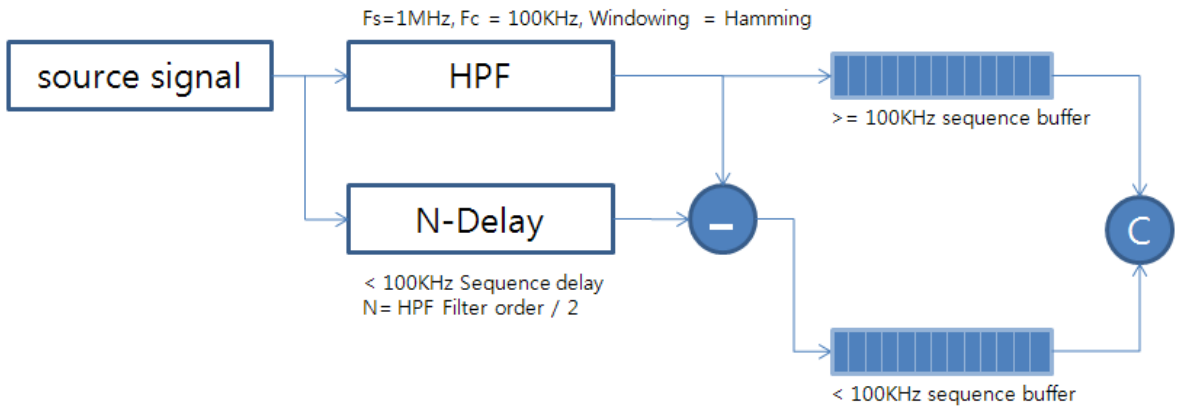 Fs=1MHz, Fc = 100KHz, Windowing = Hamming
source signal
HPF
>= 100KHz sequence buffer
N-Delay
–
C
< 100KHz Sequence delay
N= HPF Filter order / 2
< 100KHz sequence buffer